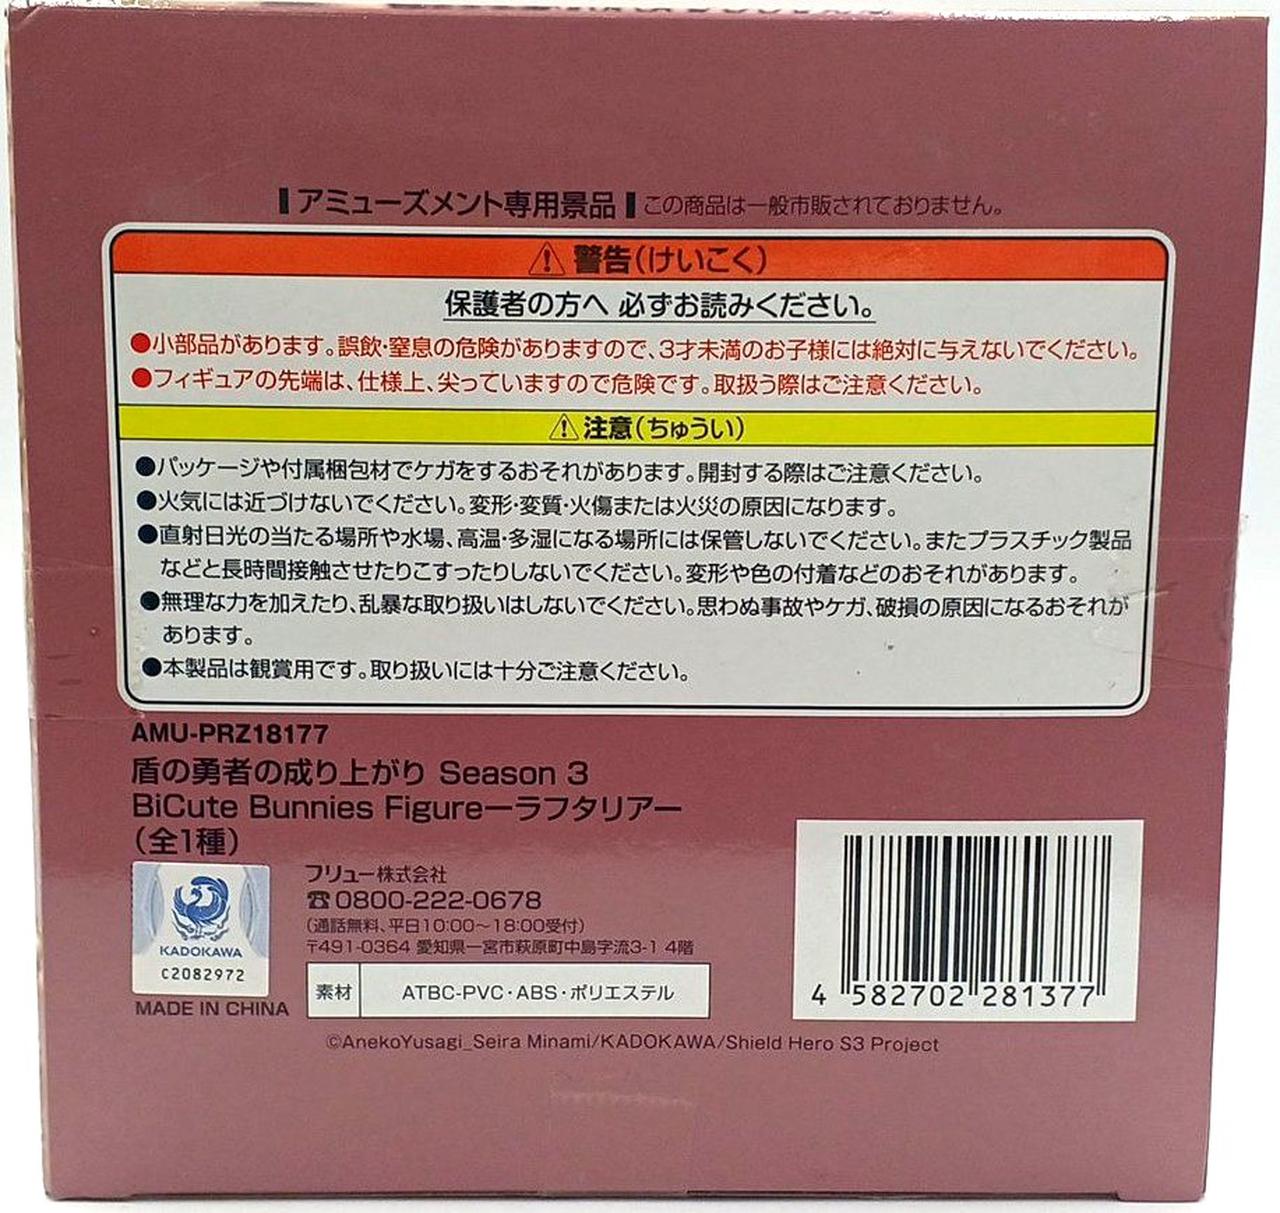 アミューズメント専用景品 この商品は一般市販されておりません。
⚠警告(けいこく)
保護者の方へ 必ずお読みください。
●小部品があります。誤飲・窒息の危険がありますので、3才未満のお子様には絶対に与えないでください。
●フィギュアの先端は、仕様上、尖っていますので危険です。取扱う際はご注意ください。
⚠注意(ちゅうい)
●パッケージや付属梱包材でケガをするおそれがあります。開封する際はご注意ください。
●火気には近づけないでください。変形・変質・火傷または火災の原因になります。
●直射日光の当たる場所や水場、高温・多湿になる場所には保管しないでください。またプラスチック製品
などと長時間接触させたりこすったりしないでください。変形や色の付着などのおそれがあります。
●無理な力を加えたり、乱暴な取り扱いはしないでください。思わぬ事故やケガ、破損の原因になるおそれが
あります。
●本製品は観賞用です。取り扱いには十分ご注意ください。
AMU-PRZ18177
盾の勇者の成り上がり Season 3
BiCute Bunnies Figureーラフタリアー
(全1種)
KADOKAWA
C2082972
MADE IN CHINA
フリュー株式会社
☎0800-222-0678
(通話無料、平日10:00〜18:00受付)
〒491-0364 愛知県一宮市萩原町中島字流3-1 4階
素材 ATBC-PVC・ABS・ポリエステル
4 582702 281377
©AnekoYusagi_Seira Minami/KADOKAWA/Shield Hero S3 Project